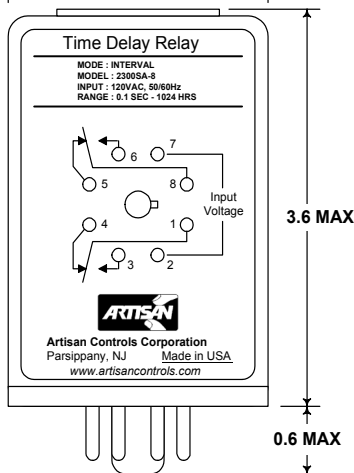 Time Delay Relay
MODE : INTERVAL
MODEL : 2300SA-8
INPUT : 120VAC, 50/60Hz
RANGE : 0.1 SEC - 1024 HRS
6
7
5
8
Input
Voltage
4
1
3
2
3.6 MAX
ARTISAN
Artisan Controls Corporation
Parsippany, NJ Made in USA
www.artisancontrols.com
0.6 MAX